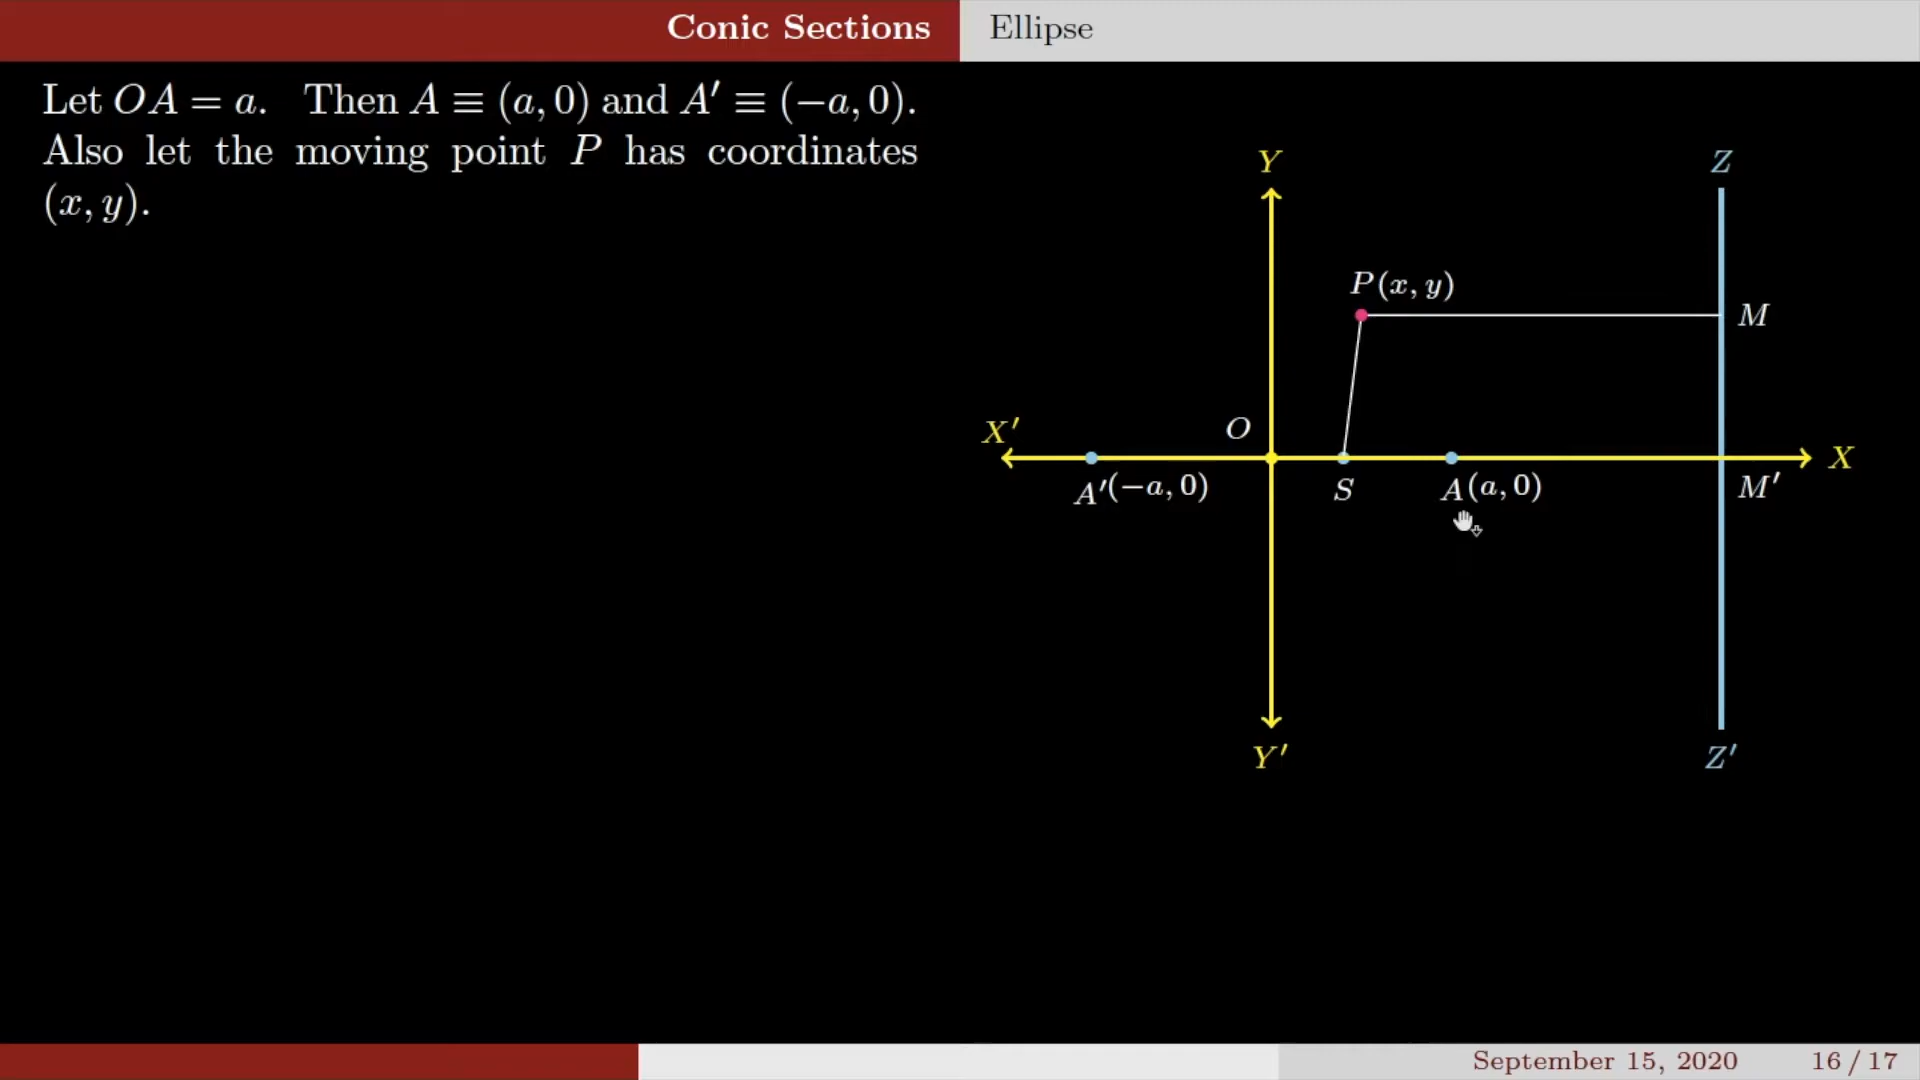 Conic Sections
Ellipse
Let OA = a. Then A ≡ (a, 0) and A′ ≡ (−a, 0).
Also let the moving point P has coordinates
(x, y).
Y
Z
P(x, y)
M
O
X′
X
A′(−a, 0)
S
A(a, 0)
M′
Y′
Z′
September 15, 2020
16 / 17